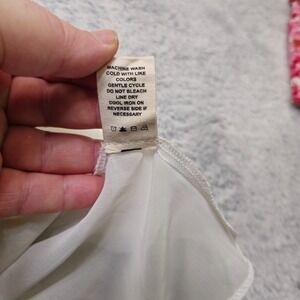 MACHINE WASH
COLD WITH LIKE
COLORS
GENTLE CYCLE
DO NOT BLEACH
LINE DRY
COOL IRON ON
REVERSE SIDE IF
NECESSARY